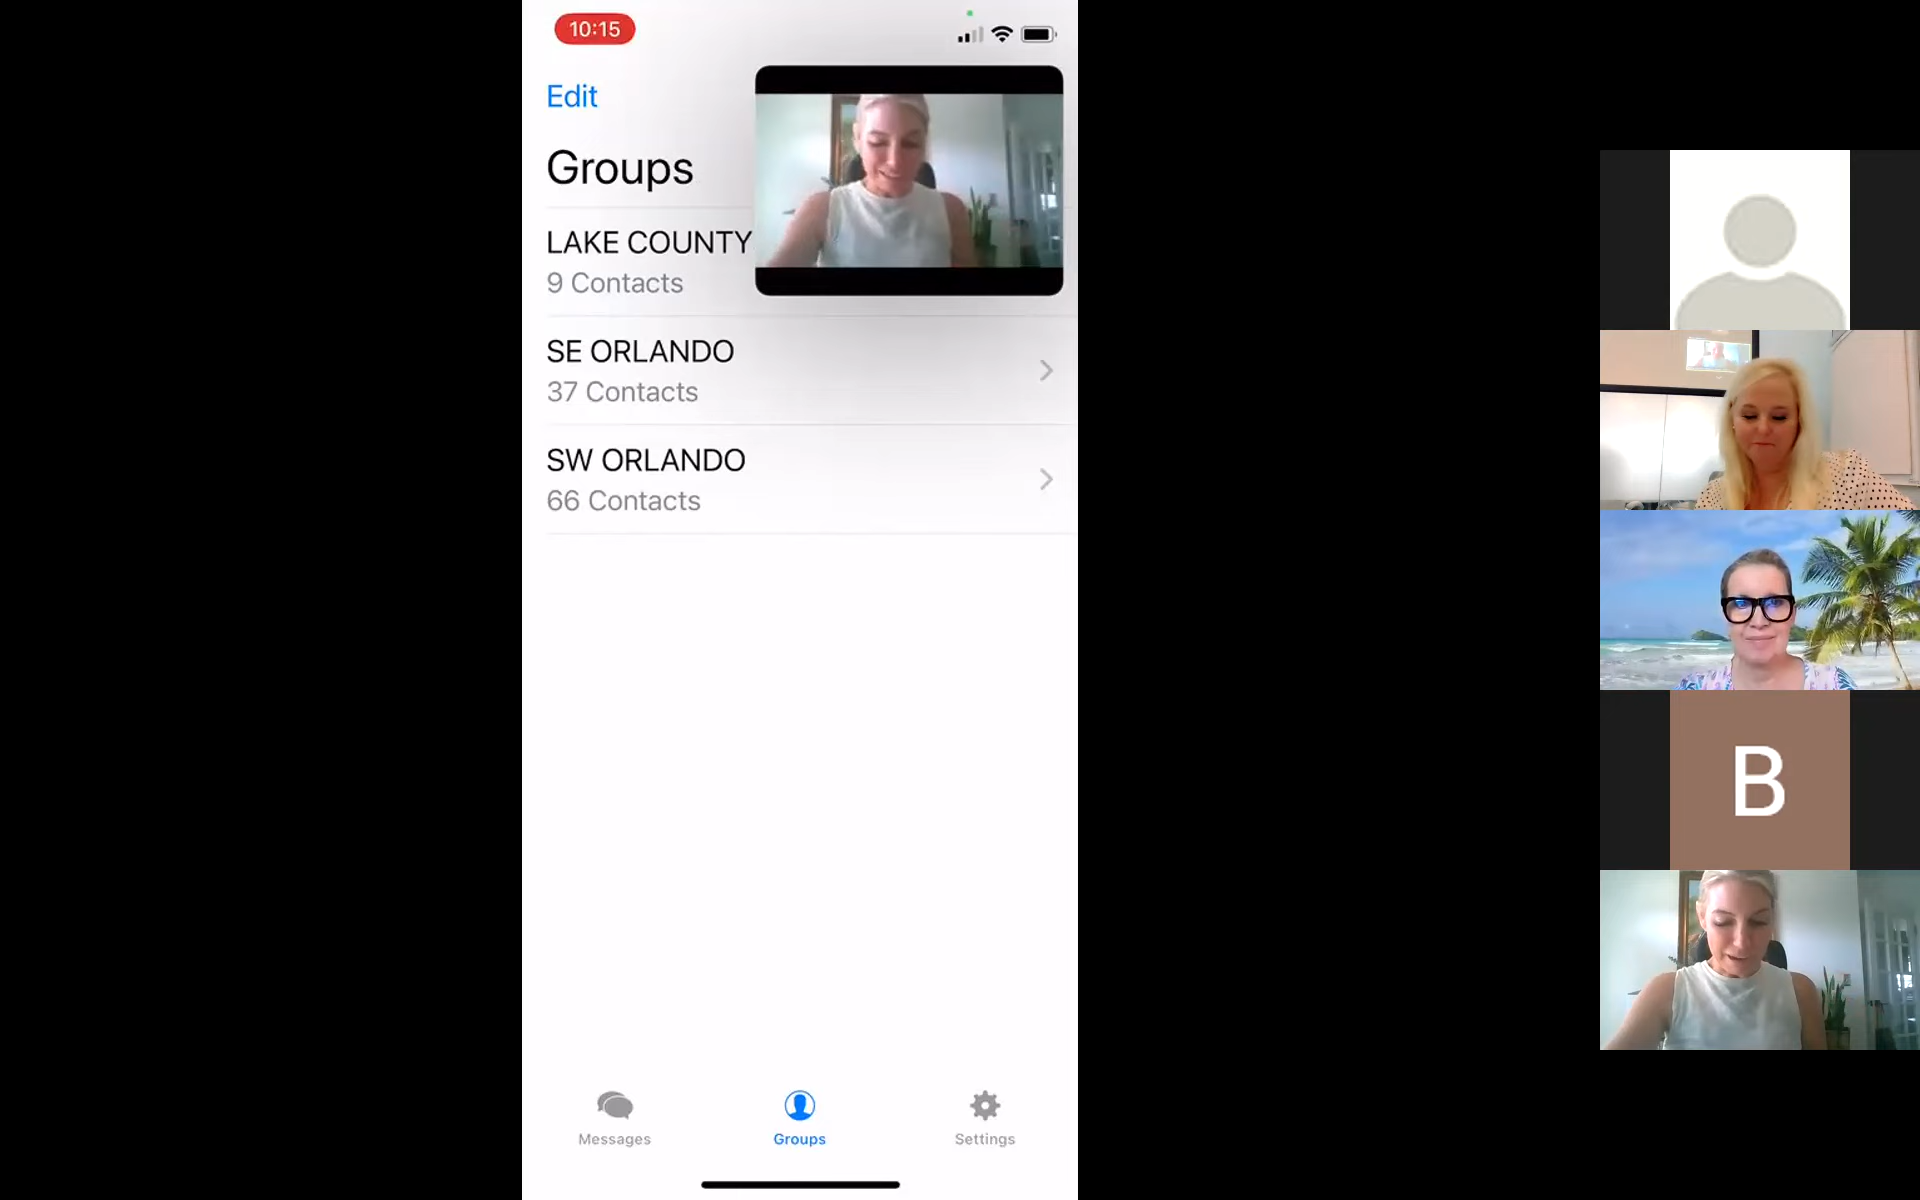 10:15
Edit
Groups
LAKE COUNTY
9 Contacts
SE ORLANDO
37 Contacts
SW ORLANDO
66 Contacts
Messages
Groups
Settings
B